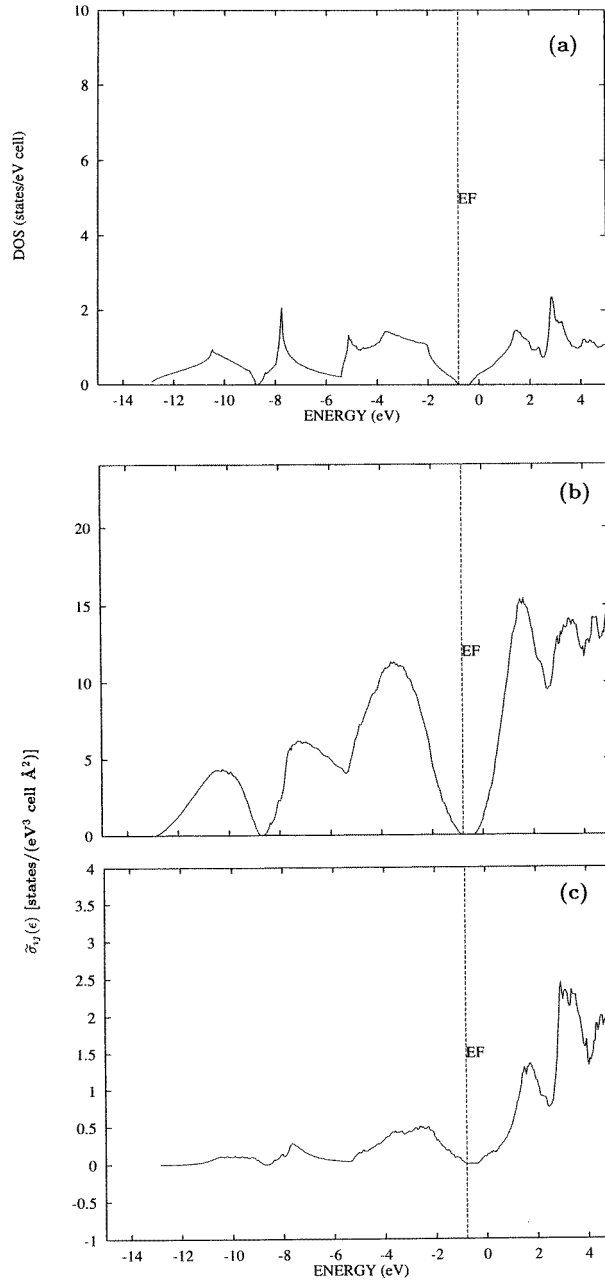 10
(a)
8
6
DOS (states/eV cell)
EF
4
2
0
-14 -12 -10 -8 -6 -4 -2 0 2 4
ENERGY (eV)
(b)
20
15
EF
10
5
0
σ̃ᵢⱼ(ϵ) [states/(eV³ cell Å²)]
4
(c)
3.5
3
2.5
2
EF
1.5
1
0.5
0
-0.5
-1
-14 -12 -10 -8 -6 -4 -2 0 2 4
ENERGY (eV)